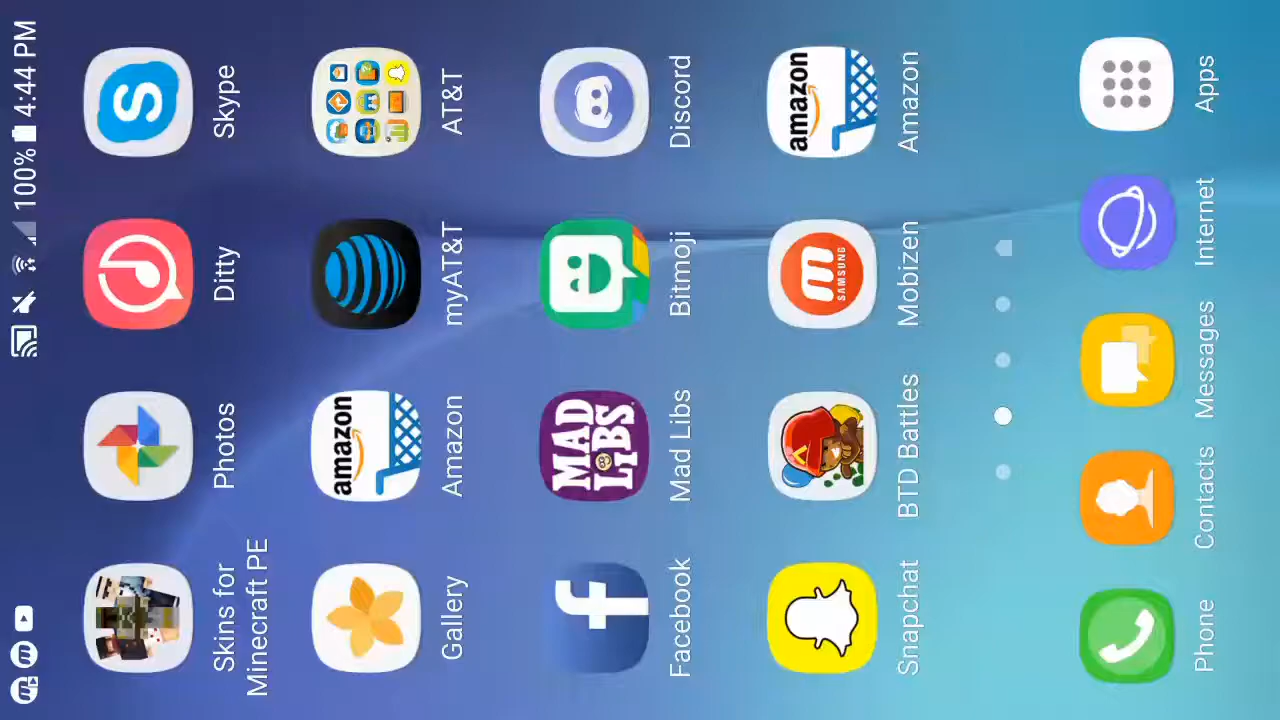 100% 4:44 PM
Skins for
Minecraft PE
Photos
Ditty
Skype
Gallery
amazon
Amazon
myAT&T
AT&T
Facebook
MAD
LIBS
Mad Libs
Bitmoji
Discord
Snapchat
BTD Battles
m
SAMSUNG
Mobizen
amazon
Amazon
Phone
Contacts
Messages
Internet
Apps